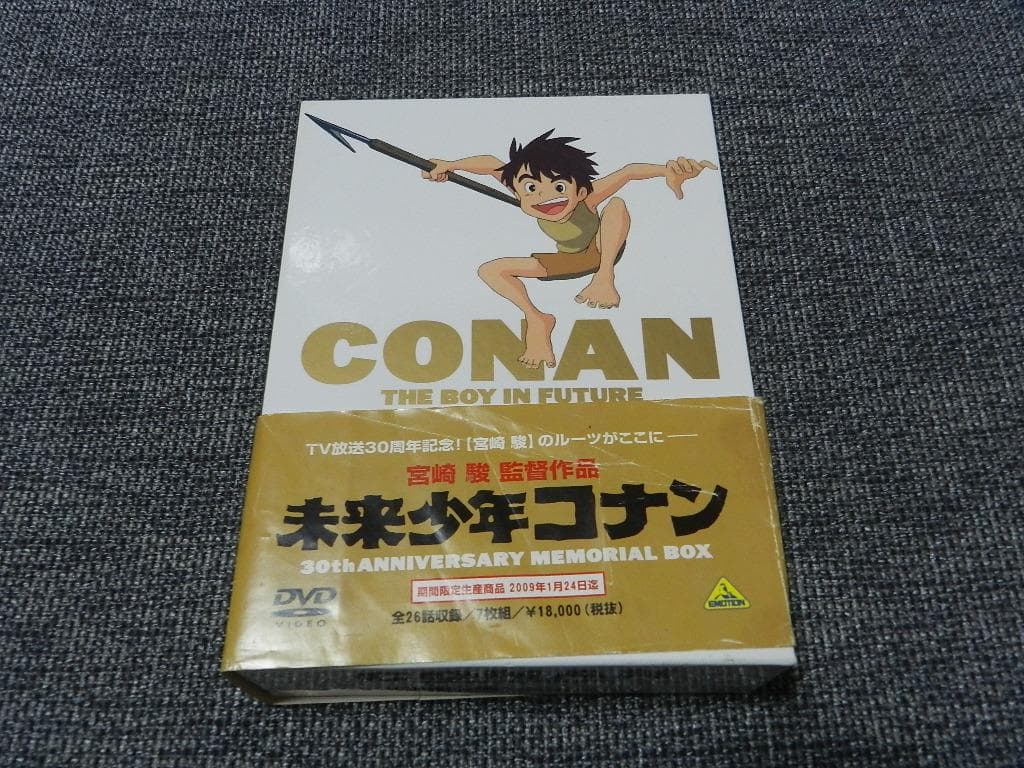 CONAN
THE BOY IN FUTURE
TV放送30周年記念!【宮崎 駿】のルーツがここに──
宮崎 駿 監督作品
未来少年コナン
30th ANNIVERSARY MEMORIAL BOX
期間限定生産商品 2009年1月24日迄
全26話収録/7枚組/¥18,000(税抜)
DVD
VIDEO
EMOTION